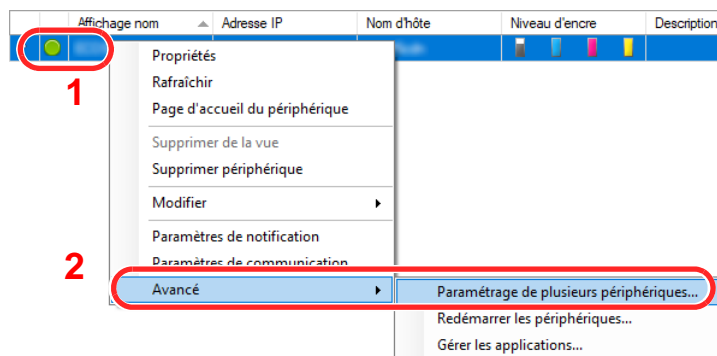 Affichage nom Adresse IP Nom d'hôte Niveau d'encre Description
1
Propriétés
Rafraîchir
Page d'accueil du périphérique
Supprimer de la vue
Supprimer périphérique
Modifier
Paramètres de notification
Paramètres de communication
2
Avancé Paramétrage de plusieurs périphériques...
Redémarrer les périphériques...
Gérer les applications...